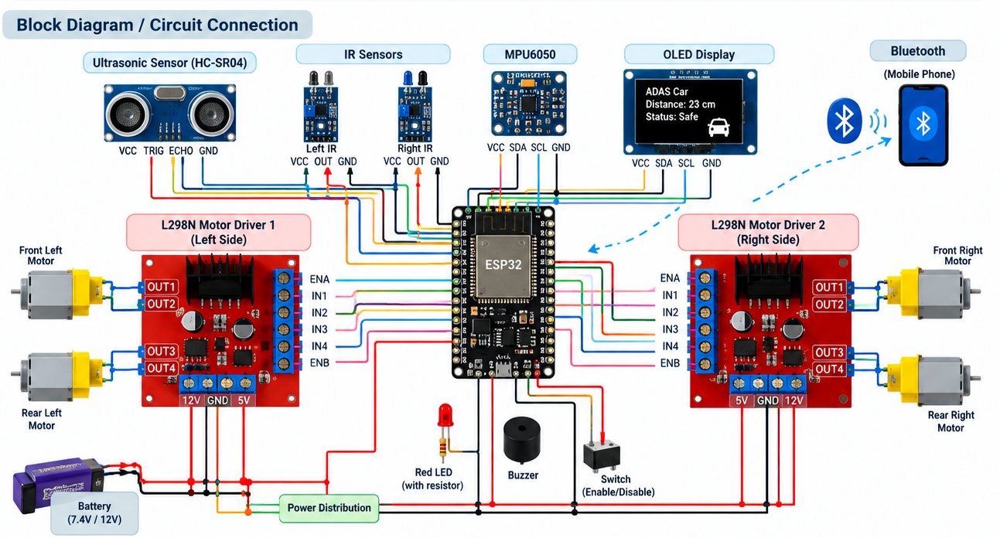 Block Diagram / Circuit Connection
Ultrasonic Sensor (HC-SR04)
IR Sensors
MPU6050
OLED Display
Bluetooth
(Mobile Phone)
ADAS Car
Distance: 23 cm
Status: Safe
VCC TRIG ECHO GND
Left IR
VCC OUT GND
Right IR
VCC OUT GND
VCC SDA SCL GND
VCC SDA SCL GND
L298N Motor Driver 1
(Left Side)
L298N Motor Driver 2
(Right Side)
ESP32
Front Left
Motor
OUT1
OUT2
OUT3
OUT4
Rear Left
Motor
ENA
IN1
IN2
IN3
IN4
ENB
12V GND 5V
ENA
IN1
IN2
IN3
IN4
ENB
OUT1
OUT2
OUT3
OUT4
5V GND 12V
Front Right
Motor
Rear Right
Motor
Red LED
(with resistor)
Buzzer
Switch
(Enable/Disable)
Battery
(7.4V / 12V)
Power Distribution